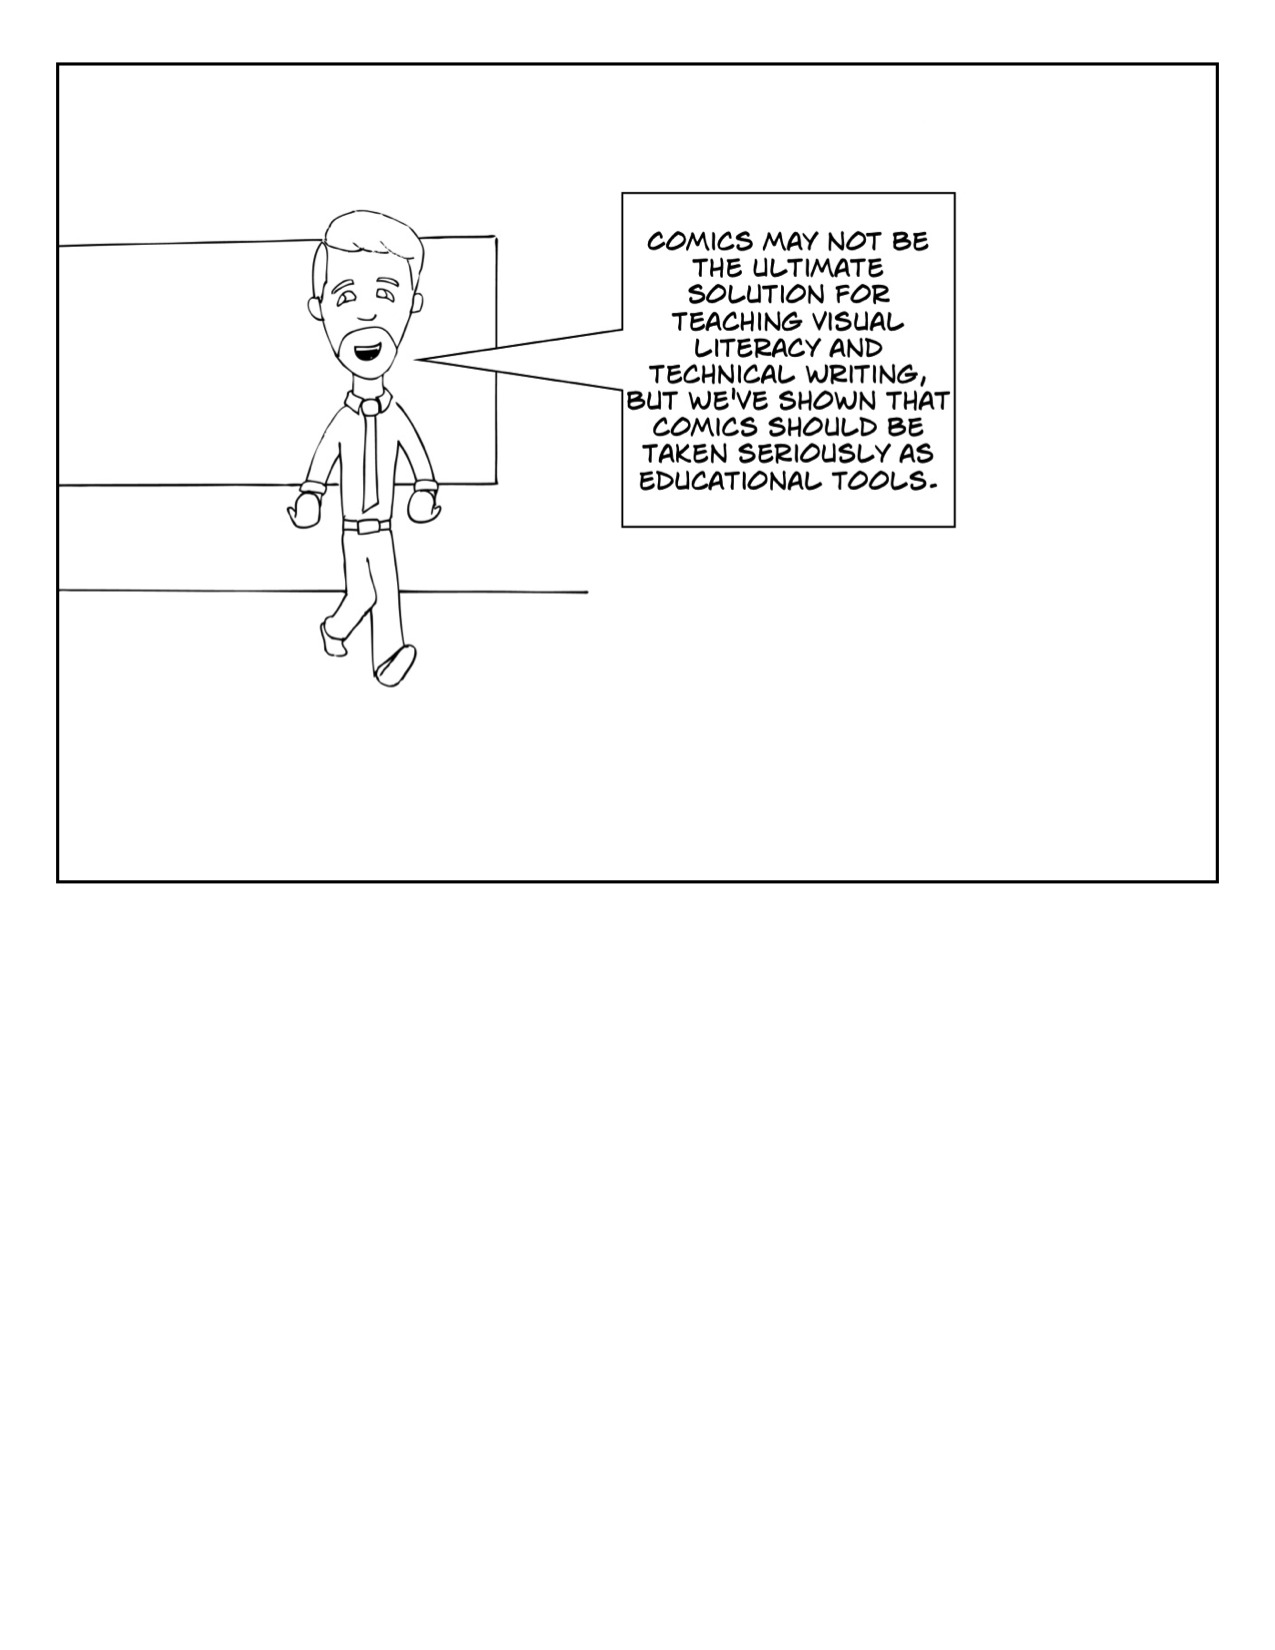 COMICS MAY NOT BE
THE ULTIMATE
SOLUTION FOR
TEACHING VISUAL
LITERACY AND
TECHNICAL WRITING,
BUT WE'VE SHOWN THAT
COMICS SHOULD BE
TAKEN SERIOUSLY AS
EDUCATIONAL TOOLS.